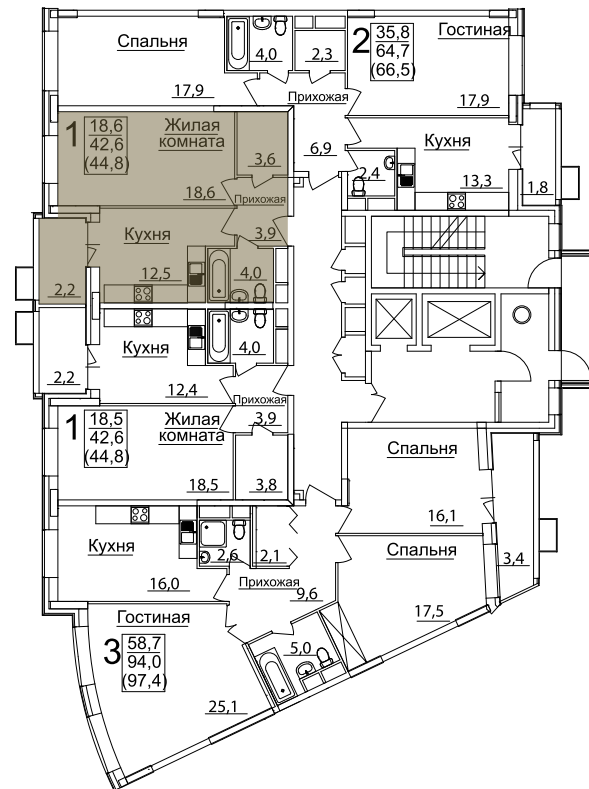 Спальня
17,9
4,0
2,3
Прихожая
6,9
2
35,8
64,7
(66,5)
Гостиная
17,9
Кухня
2,4
13,3
1,8
1
18,6
42,6
(44,8)
Жилая
комната
18,6
3,6
Прихожая
3,9
Кухня
12,5
4,0
2,2
2,2
Кухня
12,4
4,0
Прихожая
3,9
1
18,5
42,6
(44,8)
Жилая
комната
18,5
3,8
Спальня
16,1
3,4
Кухня
16,0
2,6
2,1
Прихожая
9,6
Спальня
17,5
Гостиная
3
58,7
94,0
(97,4)
25,1
5,0